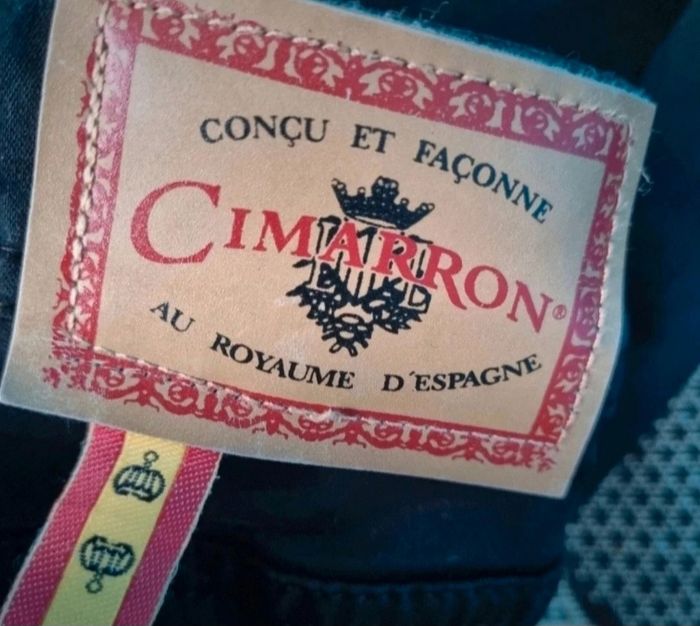 CONÇU ET FAÇONNE
CIMARRON®
AU ROYAUME D'ESPAGNE